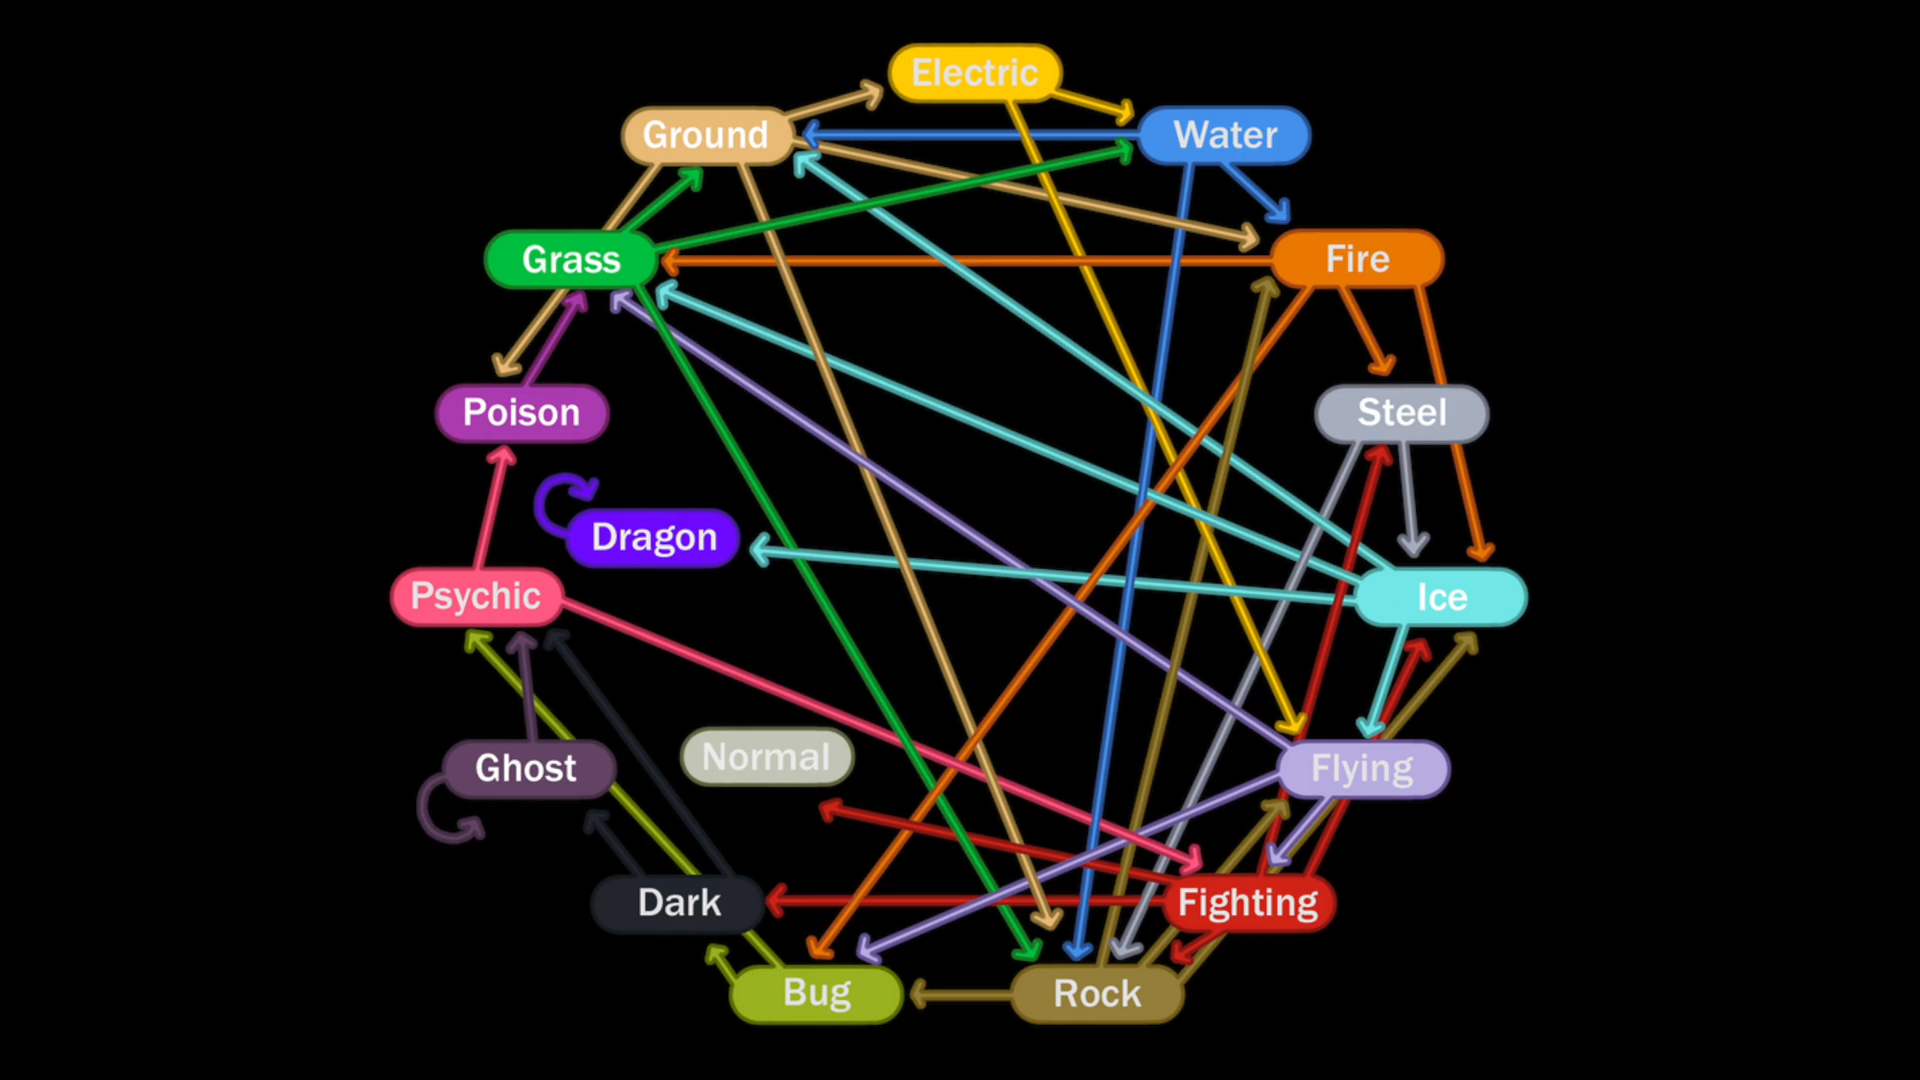 Electric
Ground
Water
Grass
Fire
Poison
Steel
Dragon
Psychic
Ice
Normal
Ghost
Flying
Dark
Fighting
Bug
Rock